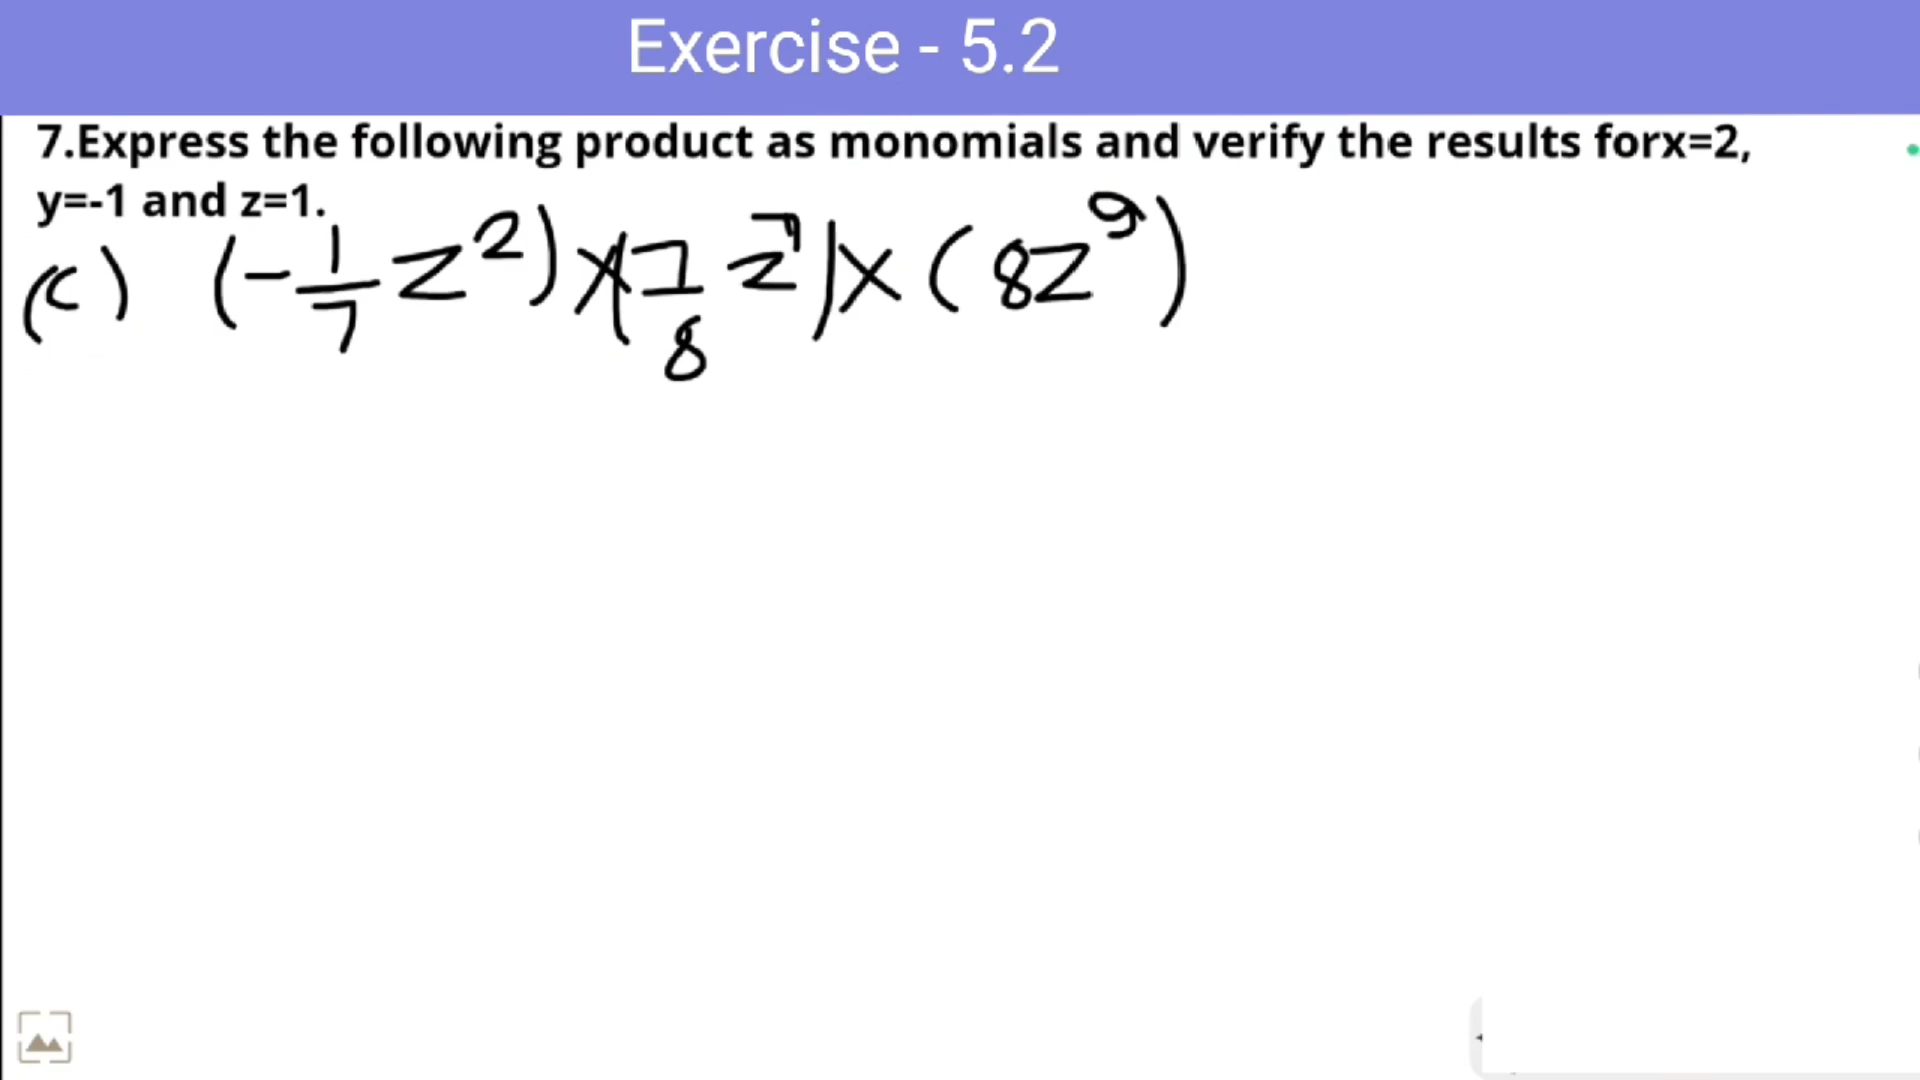 Exercise - 5.2
7.Express the following product as monomials and verify the results forx=2,
y=-1 and z=1.
(c) (-1/7 z²) × (7/8 z⁷) × (8z⁹)